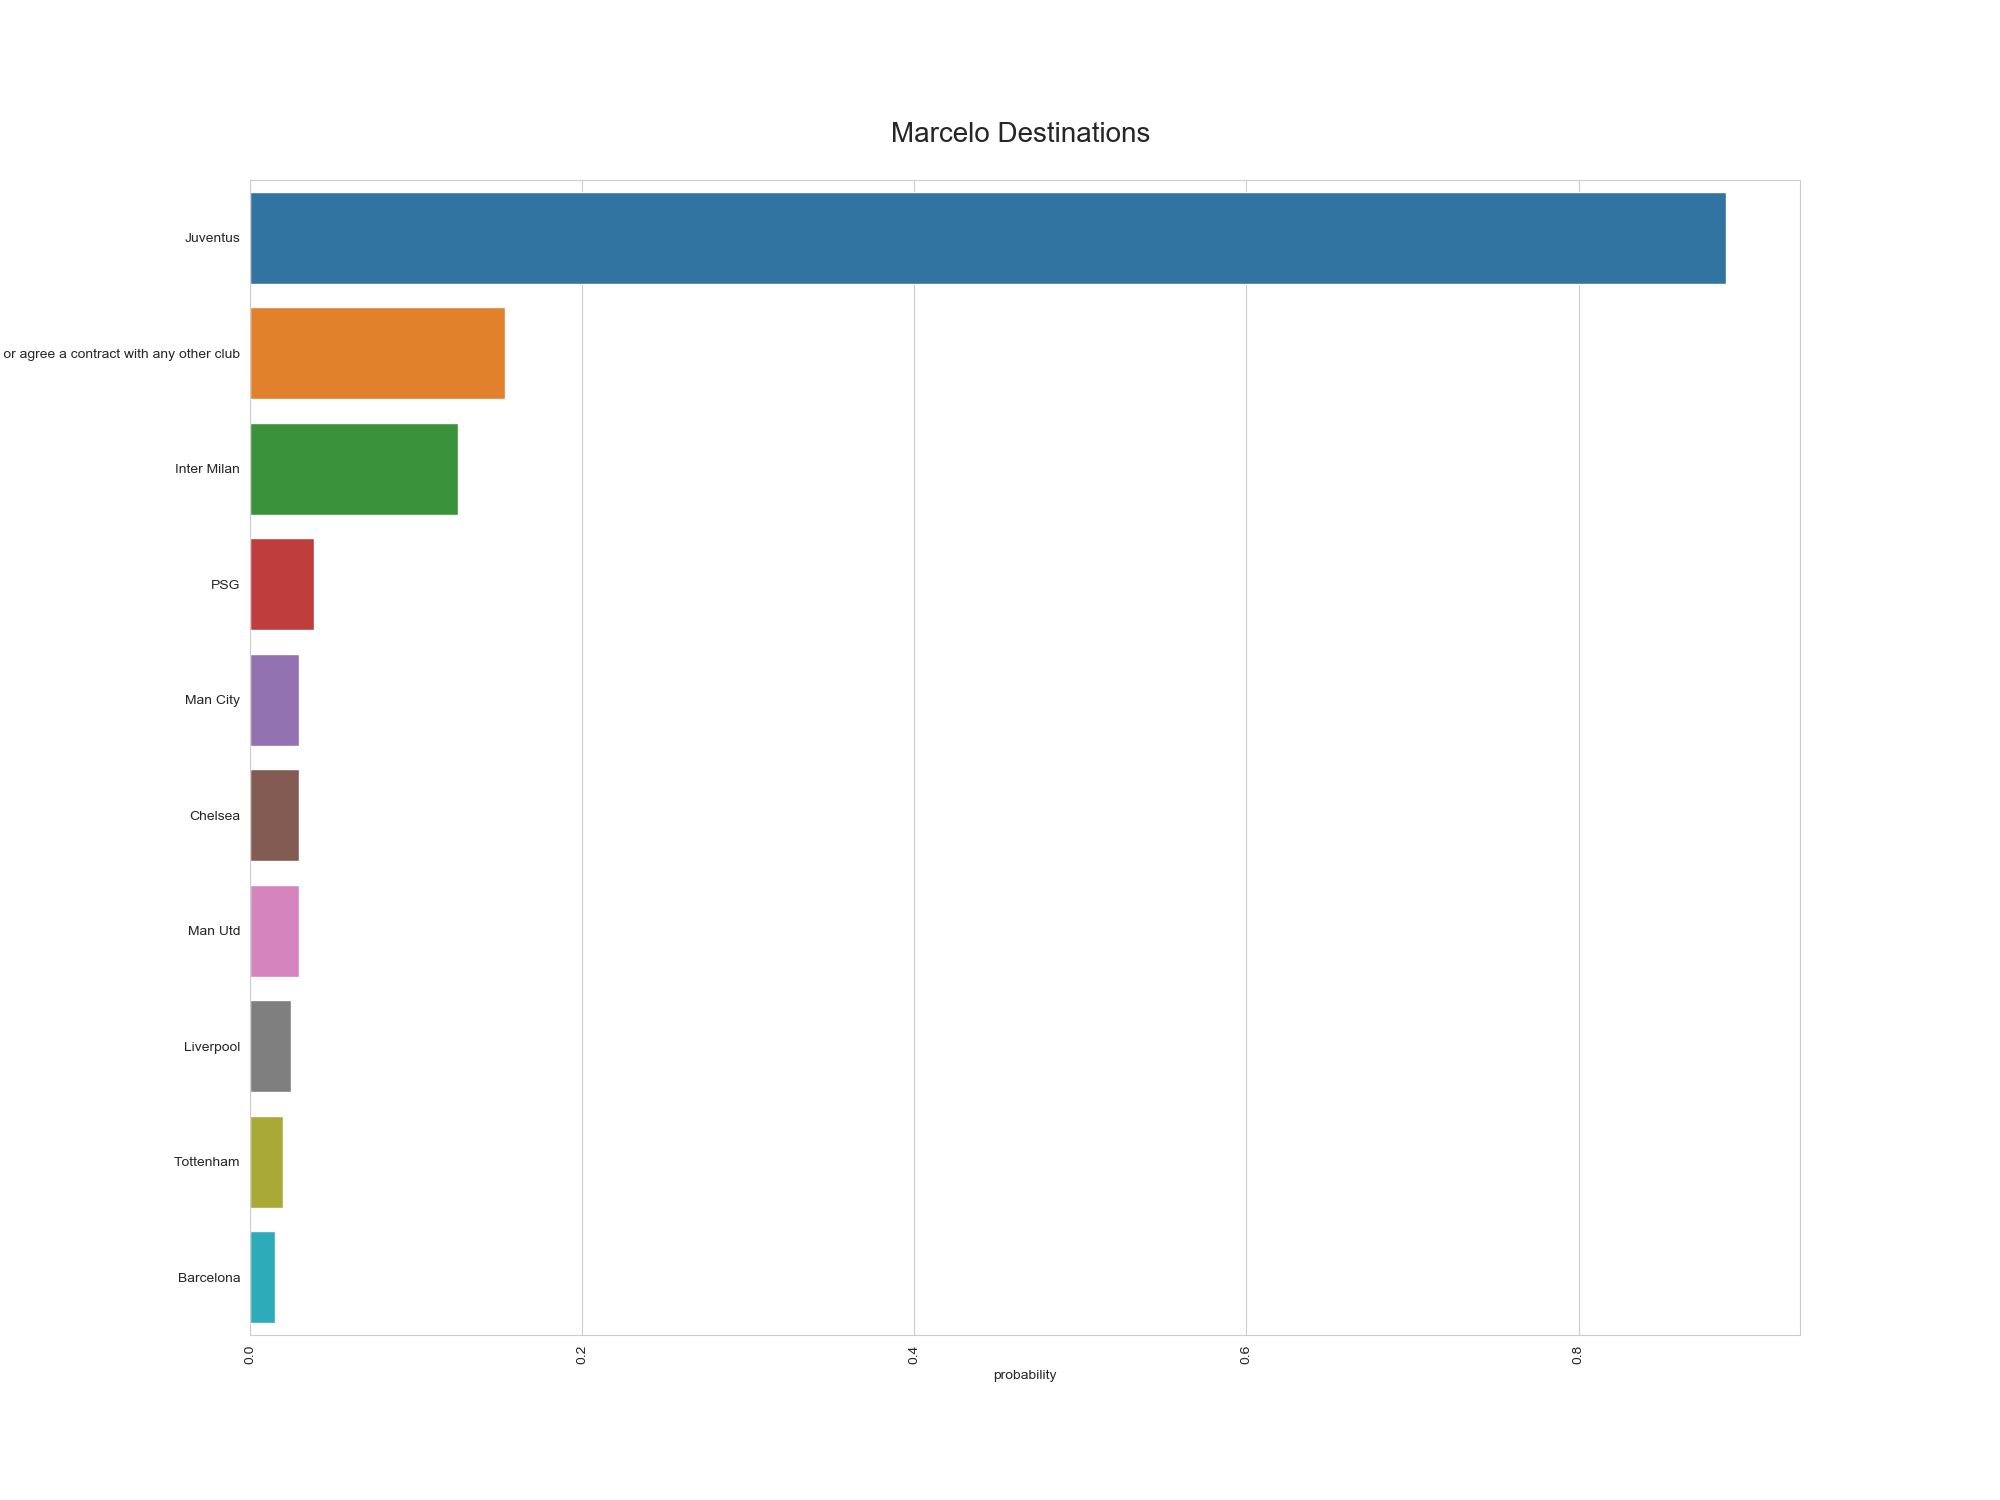 Marcelo Destinations
Juventus
or agree a contract with any other club
Inter Milan
PSG
Man City
Chelsea
Man Utd
Liverpool
Tottenham
Barcelona
0.0
0.2
0.4
0.6
0.8
probability